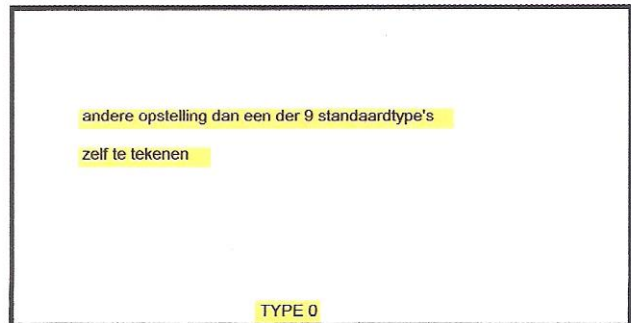 andere opstelling dan een der 9 standaardtype's
zelf te tekenen
TYPE 0